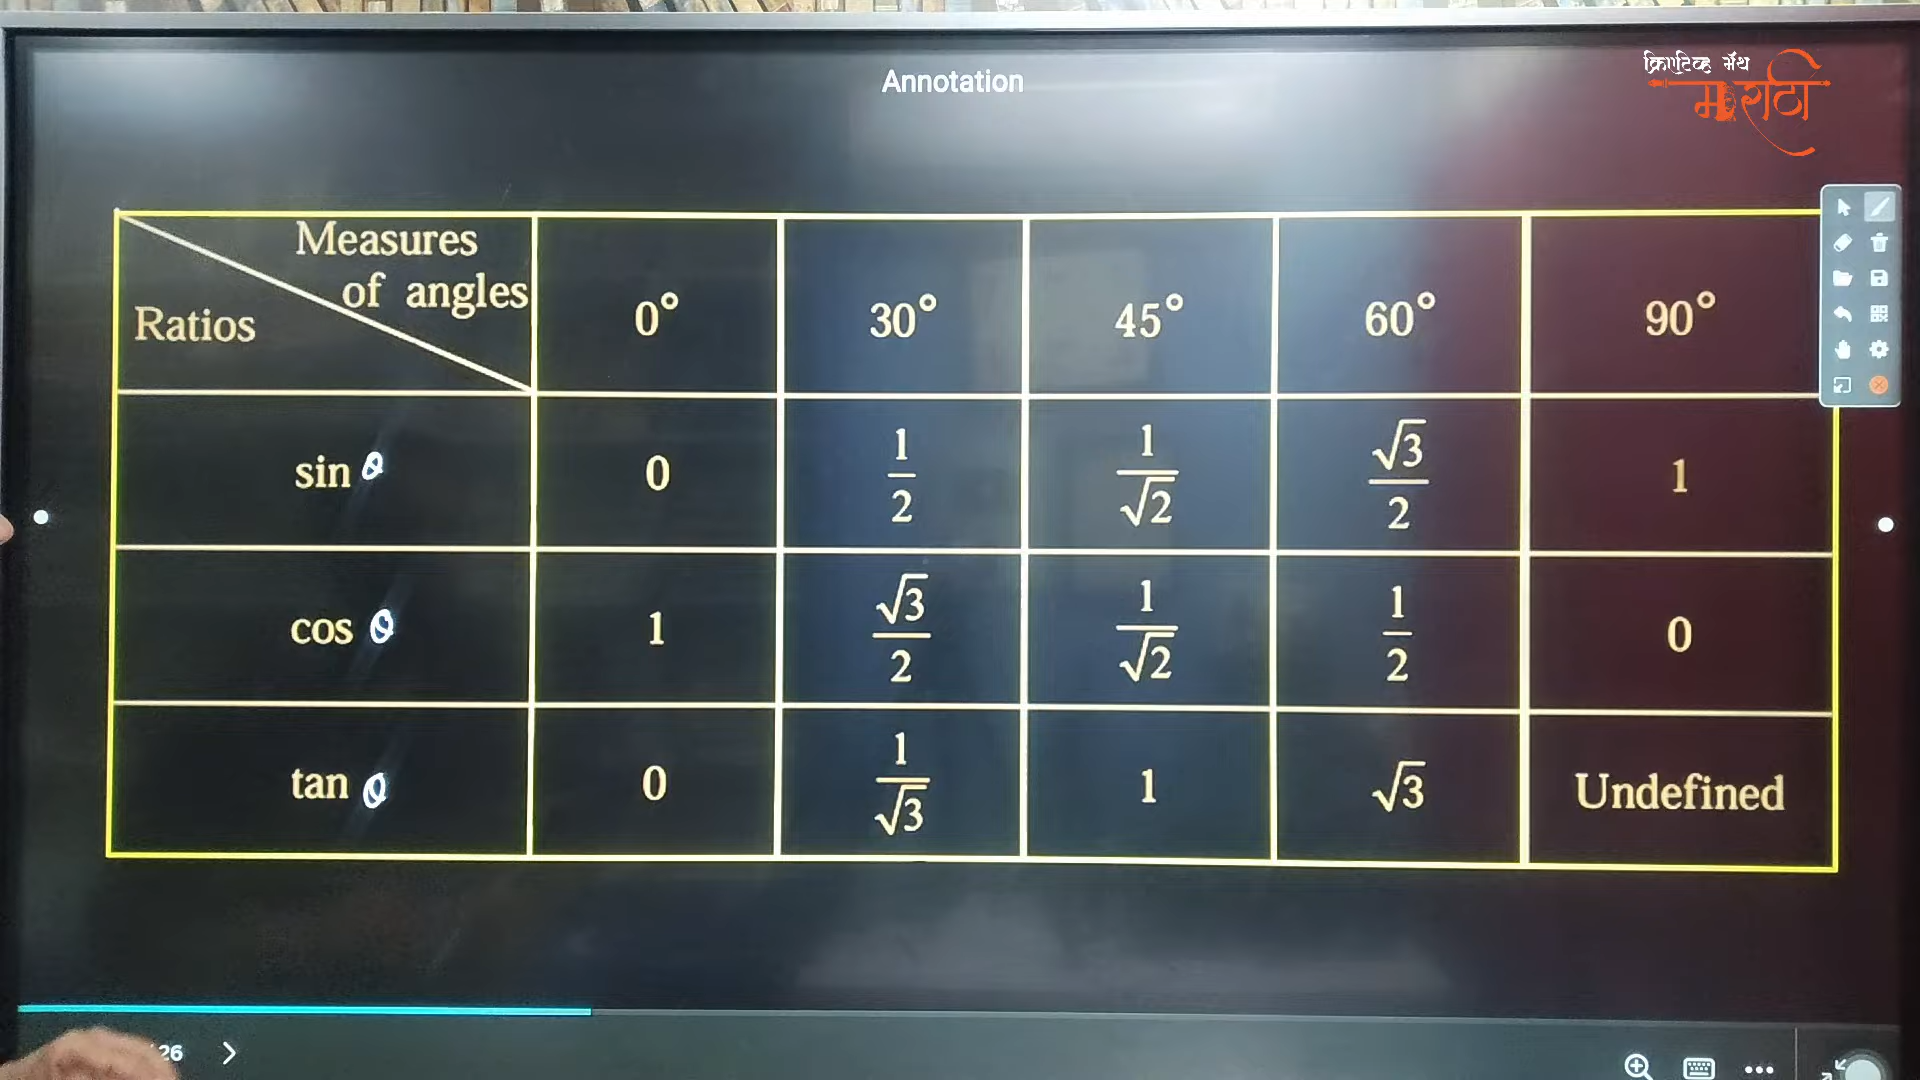 Annotation
क्रिएटिव्ह मॅथ
मराठी
Measures
of angles
Ratios
0° 30° 45° 60° 90°
sin θ 0 1/2 1/√2 √3/2 1
cos θ 1 √3/2 1/√2 1/2 0
tan θ 0 1/√3 1 √3 Undefined
26